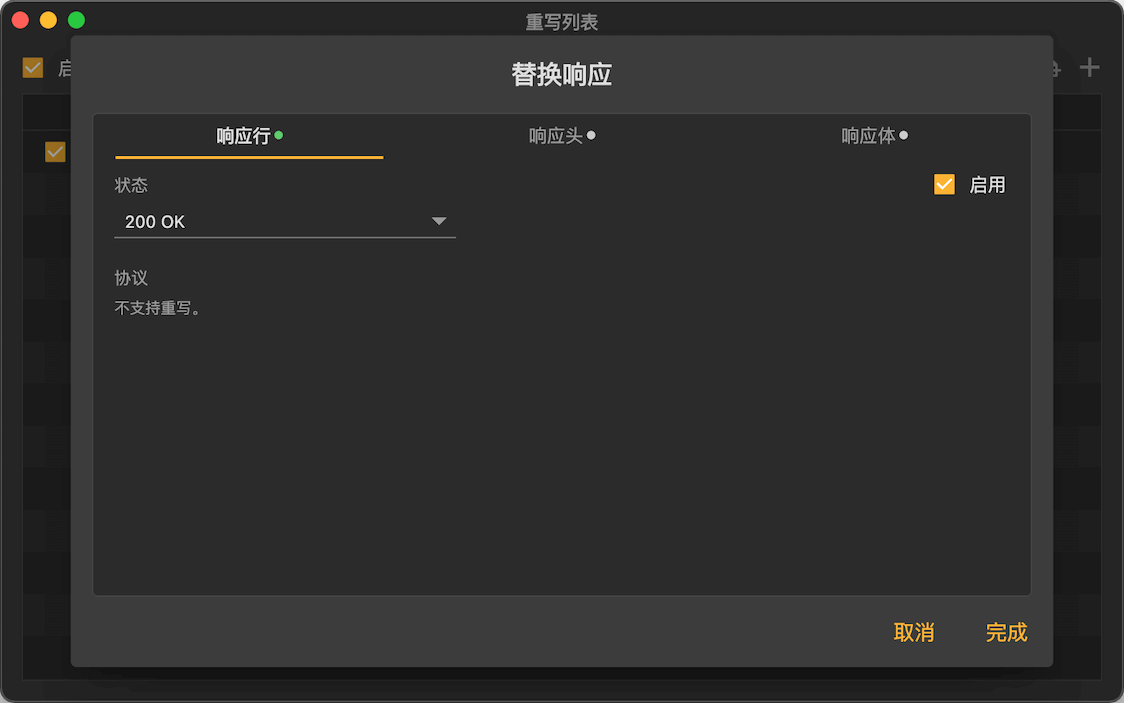 重写列表
启
替换响应
响应行 响应头 响应体
状态 启用
200 OK
协议
不支持重写。
取消 完成